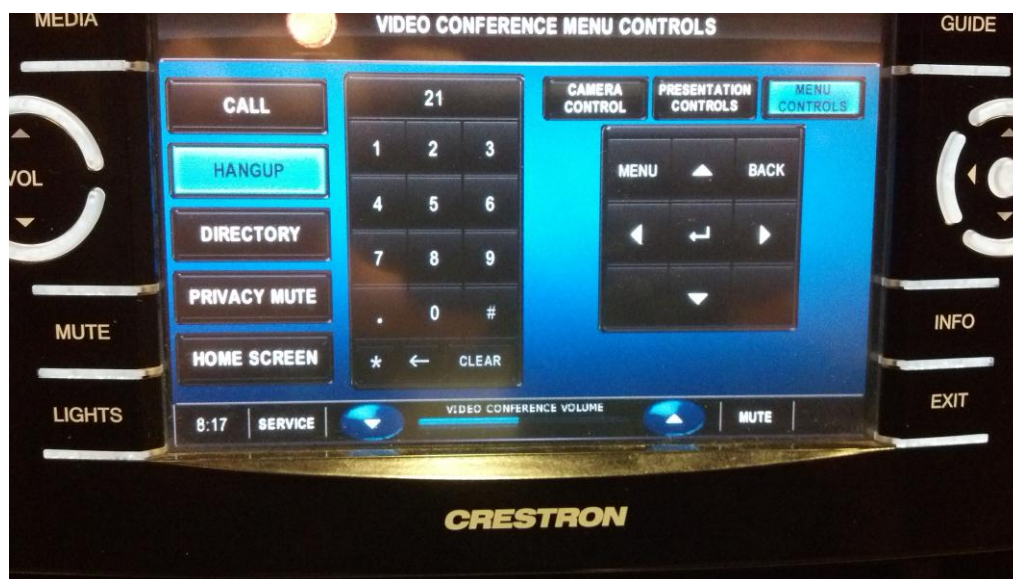 MEDIA
VIDEO CONFERENCE MENU CONTROLS
GUIDE
VOL
CALL
HANGUP
DIRECTORY
PRIVACY MUTE
HOME SCREEN
21
1 2 3
4 5 6
7 8 9
. 0 #
* ← CLEAR
CAMERA
CONTROL
PRESENTATION
CONTROLS
MENU
CONTROLS
MENU BACK
MUTE
LIGHTS
INFO
EXIT
8:17 SERVICE
VIDEO CONFERENCE VOLUME
MUTE
CRESTRON